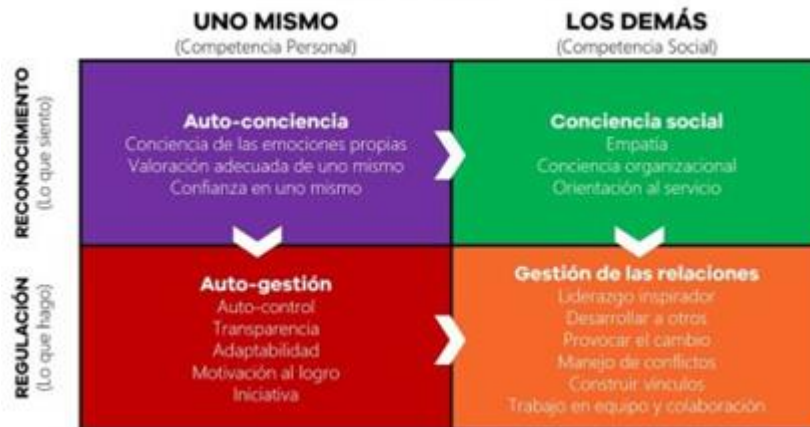 UNO MISMO
(Competencia Personal)
LOS DEMÁS
(Competencia Social)
RECONOCIMIENTO
(Lo que siento)
Auto-conciencia
Conciencia de las emociones propias
Valoración adecuada de uno mismo
Confianza en uno mismo
Conciencia social
Empatía
Conciencia organizacional
Orientación al servicio
REGULACIÓN
(Lo que hago)
Auto-gestión
Auto-control
Transparencia
Adaptabilidad
Motivación al logro
Iniciativa
Gestión de las relaciones
Liderazgo inspirador
Desarrollar a otros
Provocar el cambio
Manejo de conflictos
Construir vínculos
Trabajo en equipo y colaboración